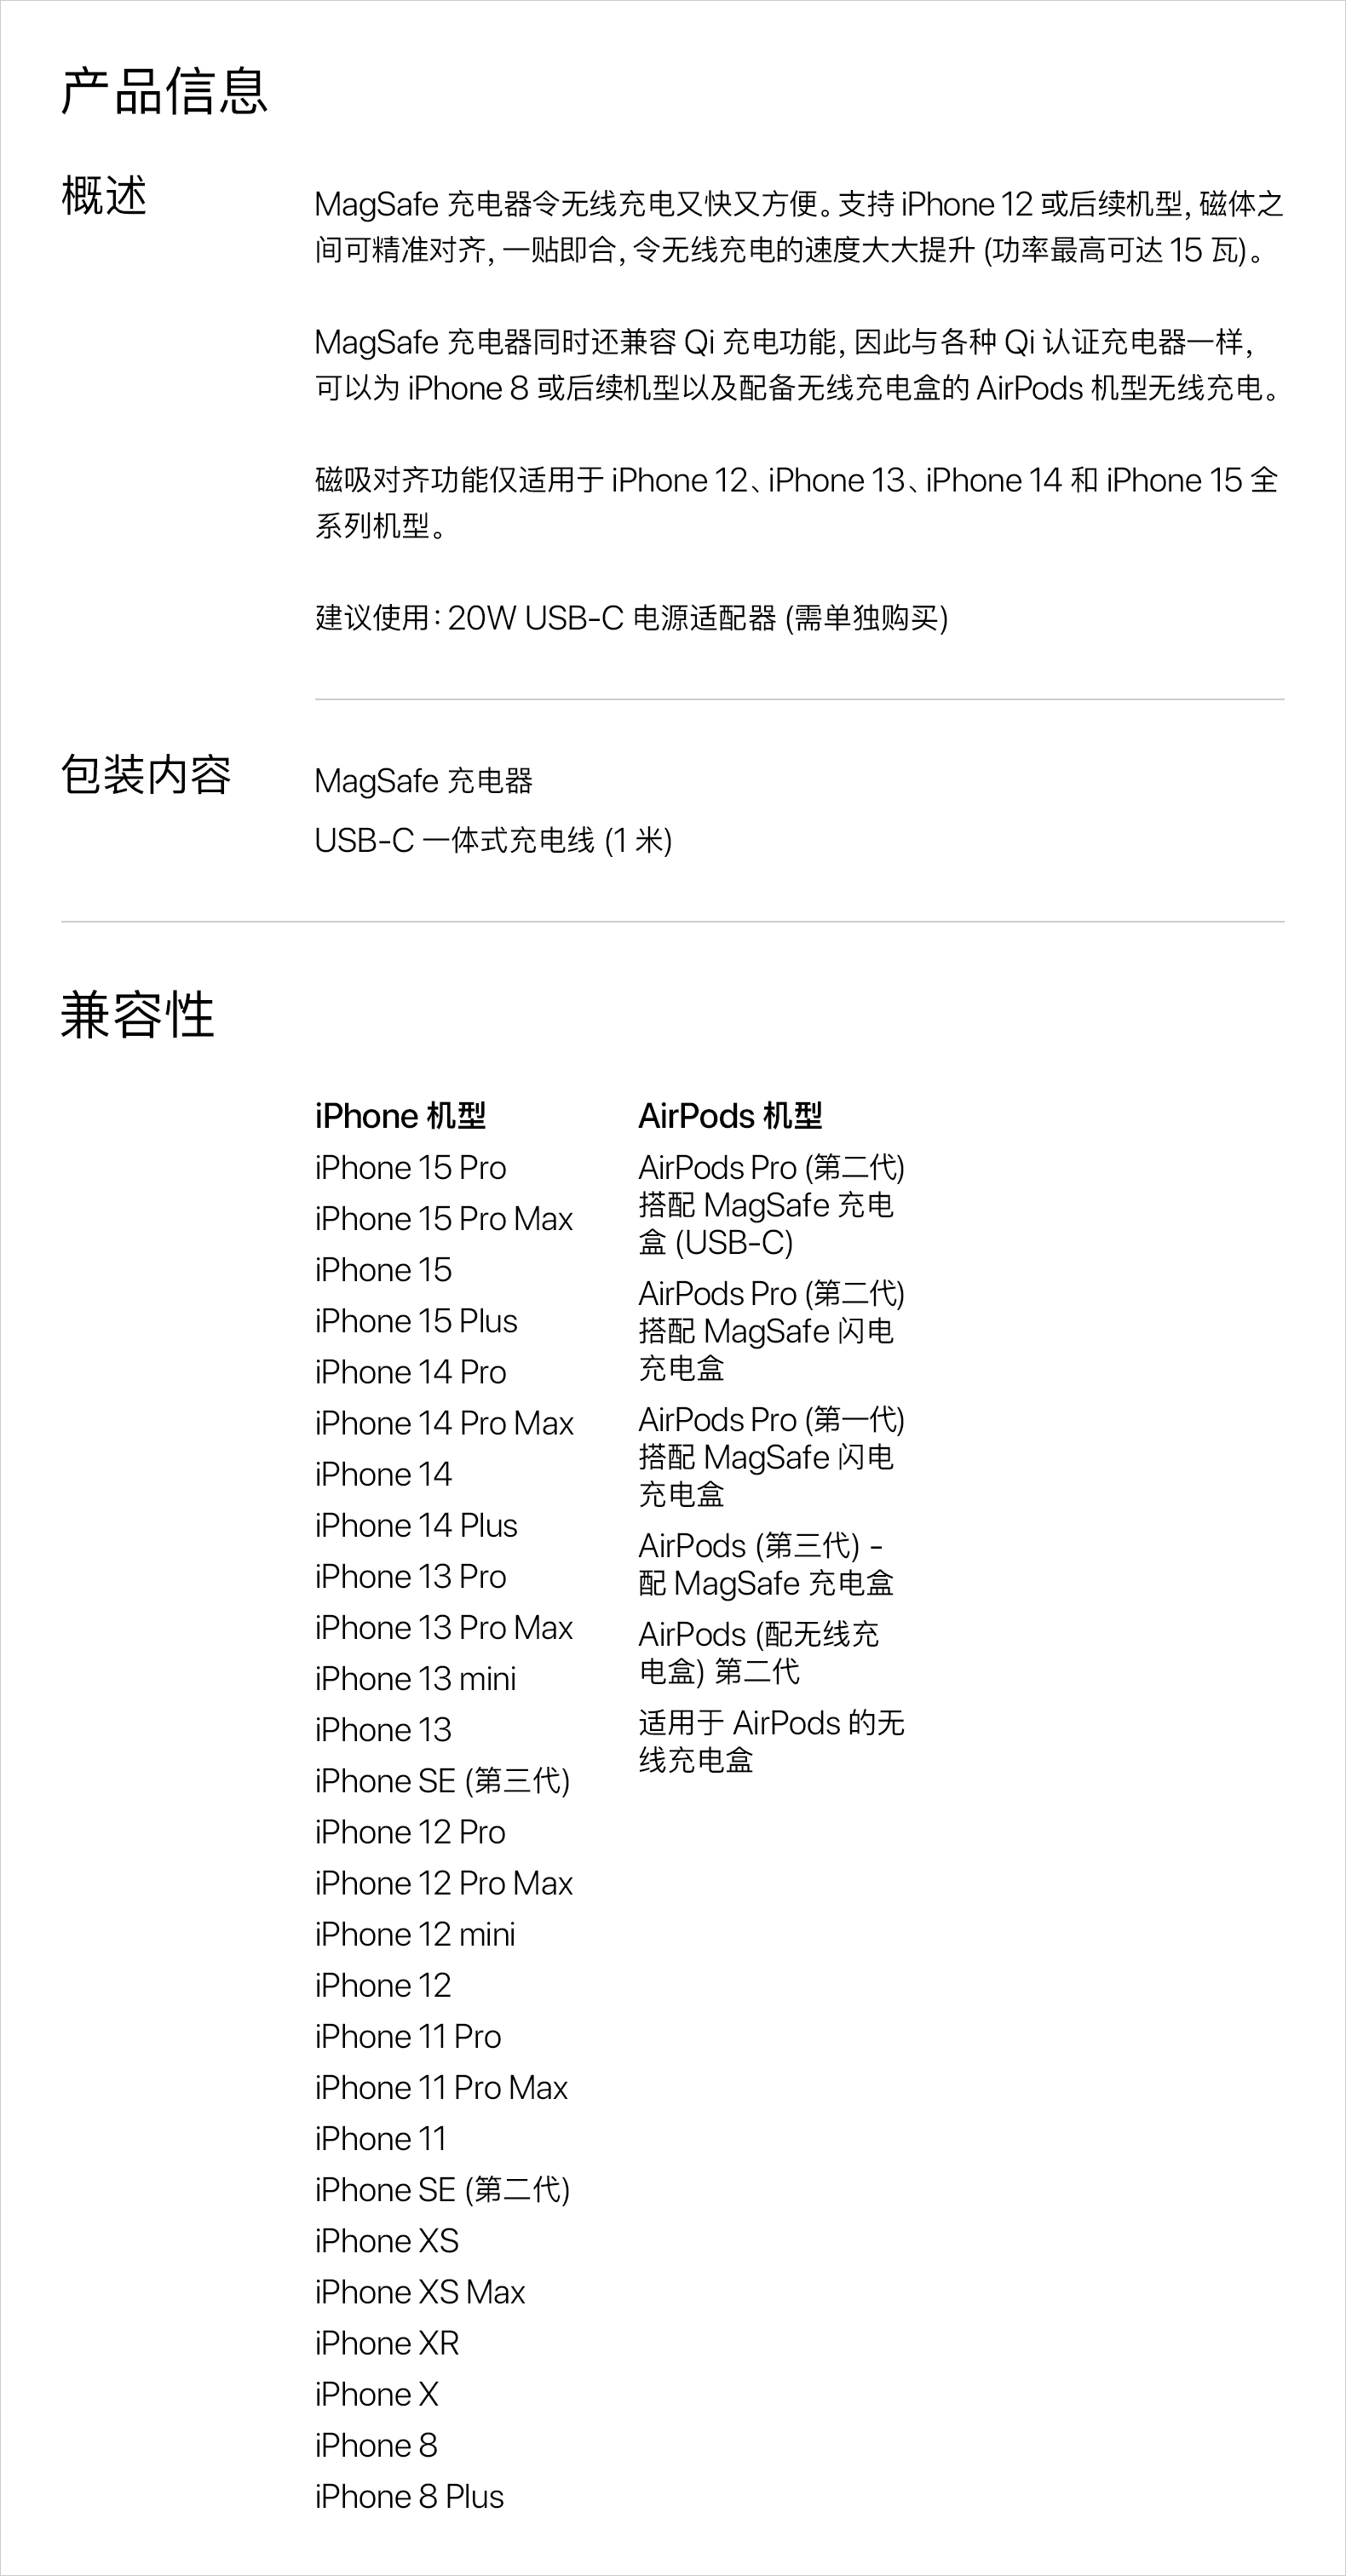 产品信息
概述
MagSafe 充电器令无线充电又快又方便。支持 iPhone 12 或后续机型, 磁体之
间可精准对齐, 一贴即合, 令无线充电的速度大大提升 (功率最高可达 15 瓦)。
MagSafe 充电器同时还兼容 Qi 充电功能, 因此与各种 Qi 认证充电器一样,
可以为 iPhone 8 或后续机型以及配备无线充电盒的 AirPods 机型无线充电。
磁吸对齐功能仅适用于 iPhone 12、iPhone 13、iPhone 14 和 iPhone 15 全
系列机型。
建议使用: 20W USB-C 电源适配器 (需单独购买)
包装内容
MagSafe 充电器
USB-C 一体式充电线 (1 米)
兼容性
iPhone 机型
iPhone 15 Pro
iPhone 15 Pro Max
iPhone 15
iPhone 15 Plus
iPhone 14 Pro
iPhone 14 Pro Max
iPhone 14
iPhone 14 Plus
iPhone 13 Pro
iPhone 13 Pro Max
iPhone 13 mini
iPhone 13
iPhone SE (第三代)
iPhone 12 Pro
iPhone 12 Pro Max
iPhone 12 mini
iPhone 12
iPhone 11 Pro
iPhone 11 Pro Max
iPhone 11
iPhone SE (第二代)
iPhone XS
iPhone XS Max
iPhone XR
iPhone X
iPhone 8
iPhone 8 Plus
AirPods 机型
AirPods Pro (第二代)
搭配 MagSafe 充电
盒 (USB-C)
AirPods Pro (第二代)
搭配 MagSafe 闪电
充电盒
AirPods Pro (第一代)
搭配 MagSafe 闪电
充电盒
AirPods (第三代) -
配 MagSafe 充电盒
AirPods (配无线充
电盒) 第二代
适用于 AirPods 的无
线充电盒